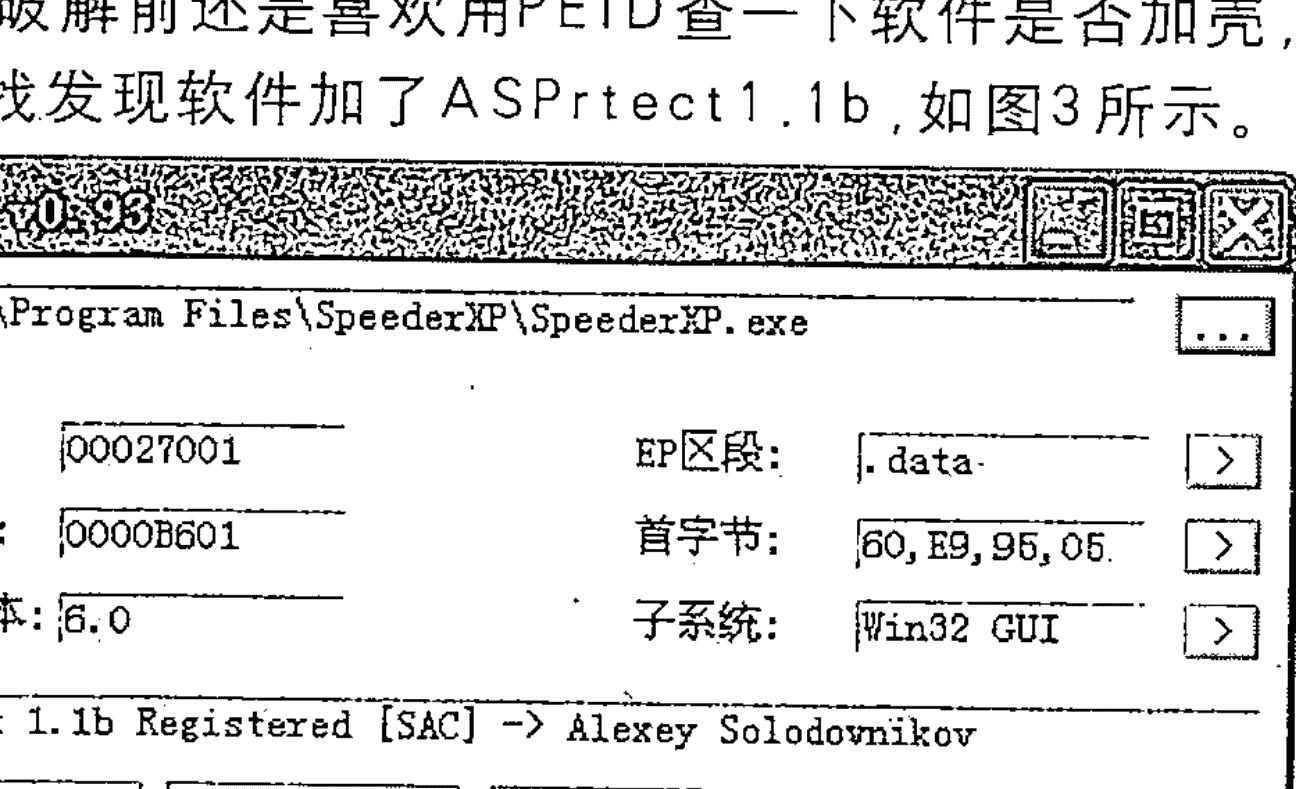 破解前还是喜欢用PEID查一下软件是否加壳,
找发现软件加了ASPrtect1.1b,如图3所示。
v0.93
\Program Files\SpeederXP\SpeederXP.exe
...
00027001 EP区段: .data >
: 0000B601 首字节: 60,E9,95,05 >
本: 6.0 子系统: Win32 GUI >
1.1b Registered [SAC] -> Alexey Solodovnikov